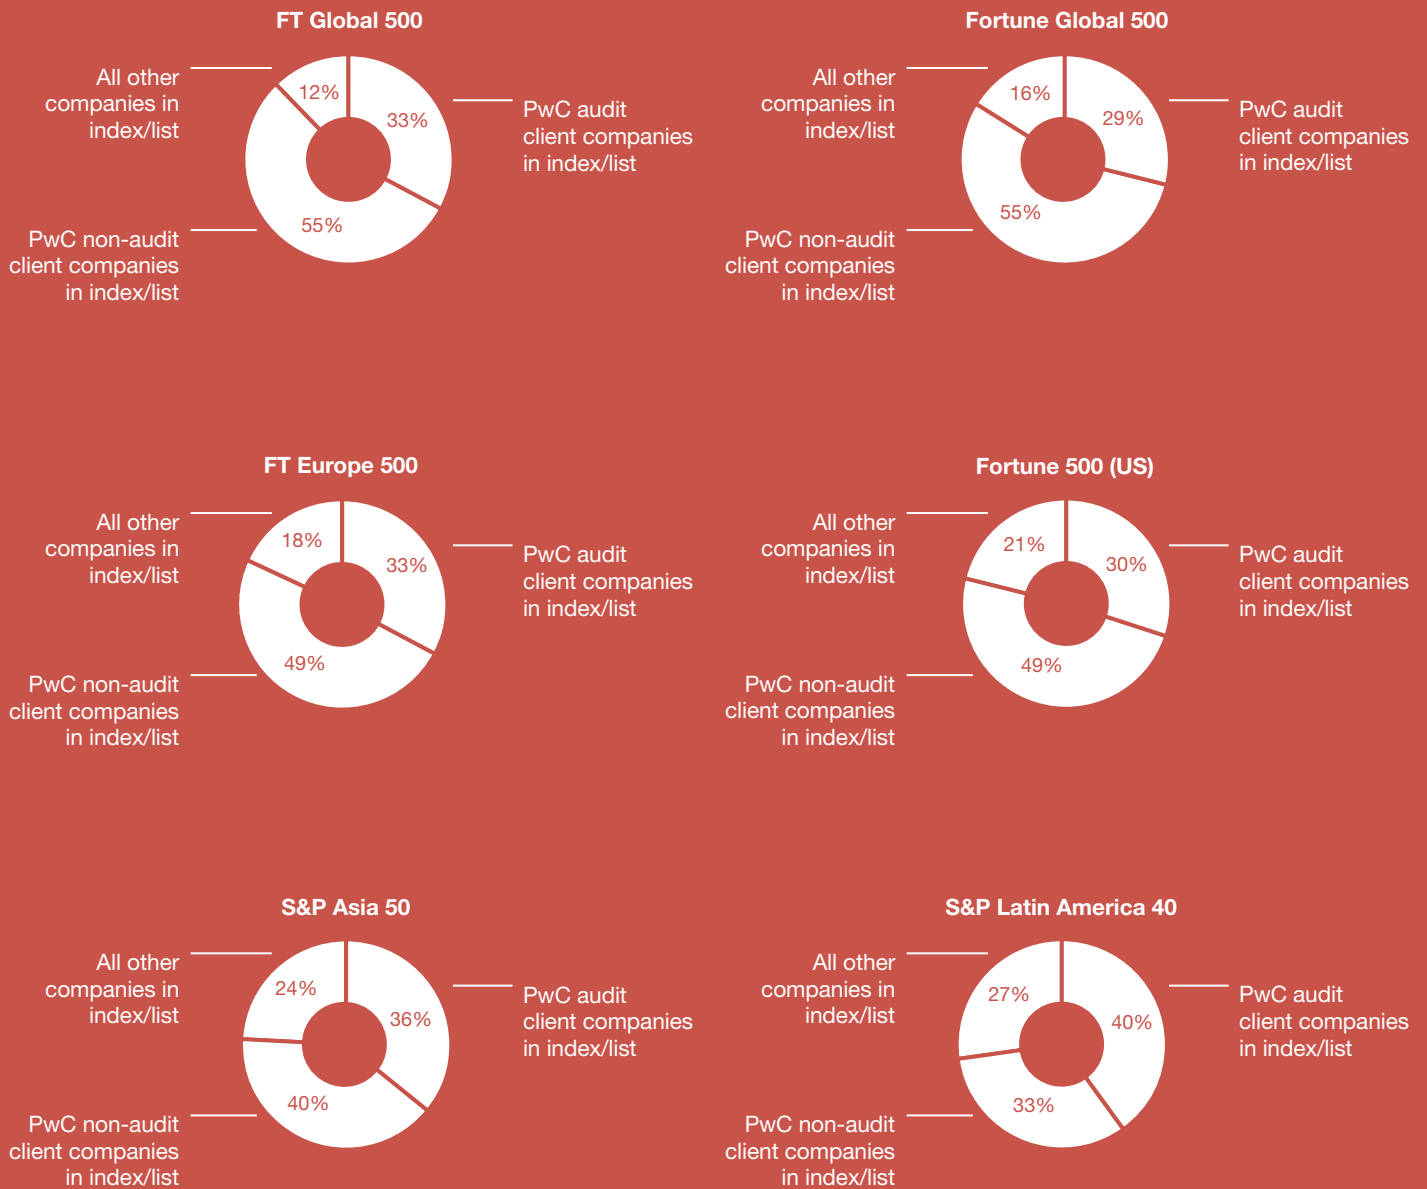 FT Global 500
All other
companies in
index/list
12%
33%
PwC audit
client companies
in index/list
55%
PwC non-audit
client companies
in index/list
Fortune Global 500
All other
companies in
index/list
16%
29%
PwC audit
client companies
in index/list
55%
PwC non-audit
client companies
in index/list
FT Europe 500
All other
companies in
index/list
18%
33%
PwC audit
client companies
in index/list
49%
PwC non-audit
client companies
in index/list
Fortune 500 (US)
All other
companies in
index/list
21%
30%
PwC audit
client companies
in index/list
49%
PwC non-audit
client companies
in index/list
S&P Asia 50
All other
companies in
index/list
24%
36%
PwC audit
client companies
in index/list
40%
PwC non-audit
client companies
in index/list
S&P Latin America 40
All other
companies in
index/list
27%
40%
PwC audit
client companies
in index/list
33%
PwC non-audit
client companies
in index/list